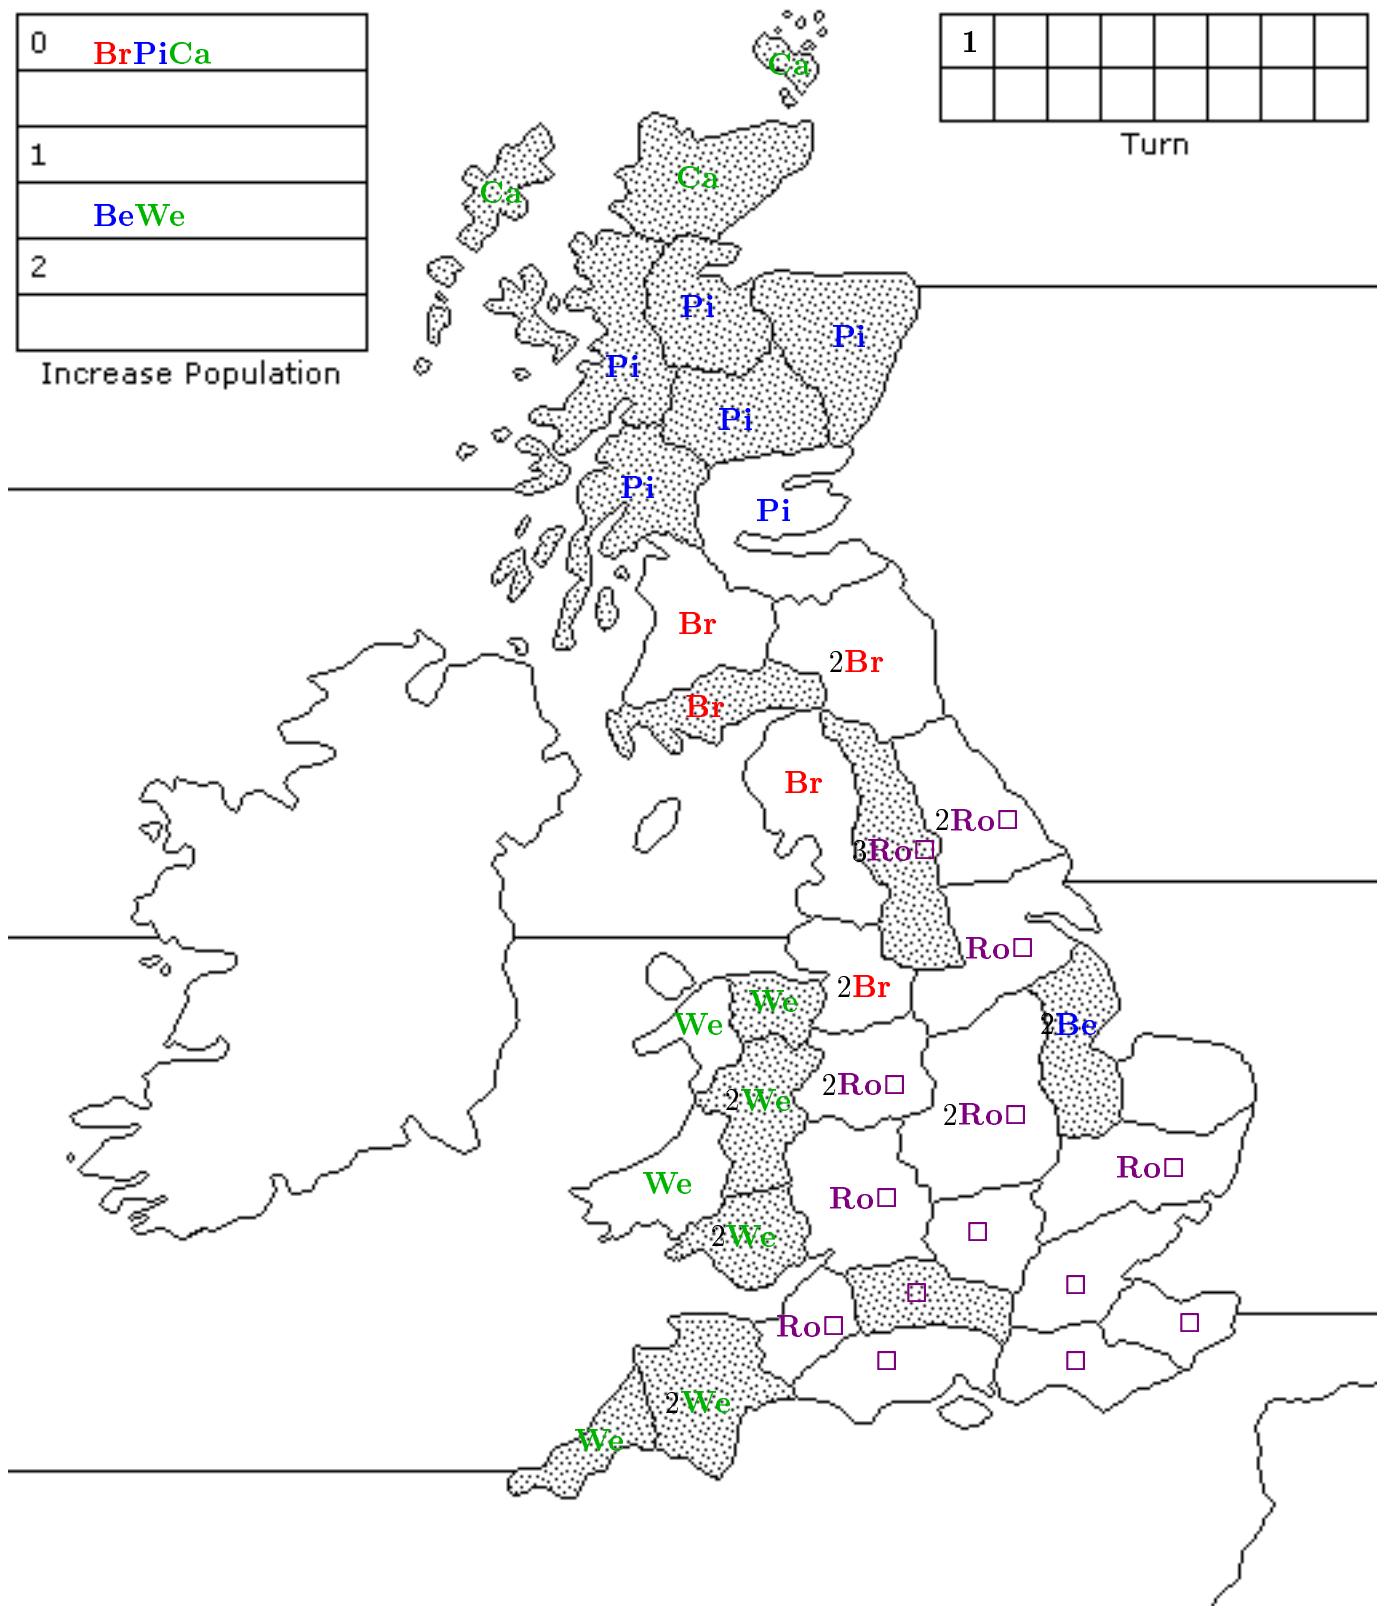 0 BrPiCa
1
BeWe
2
Increase Population
1
Turn
Ca
Ca
Ca
Pi
Pi
Pi
Pi
Pi
Pi
Br
2Br
Br
Br
2Ro□
3Ro□
Ro□
2Br
We
We
2Be
2Ro□
2We
2Ro□
Ro□
We
Ro□
2We
□
□
□
Ro□
□
□
□
2We
We